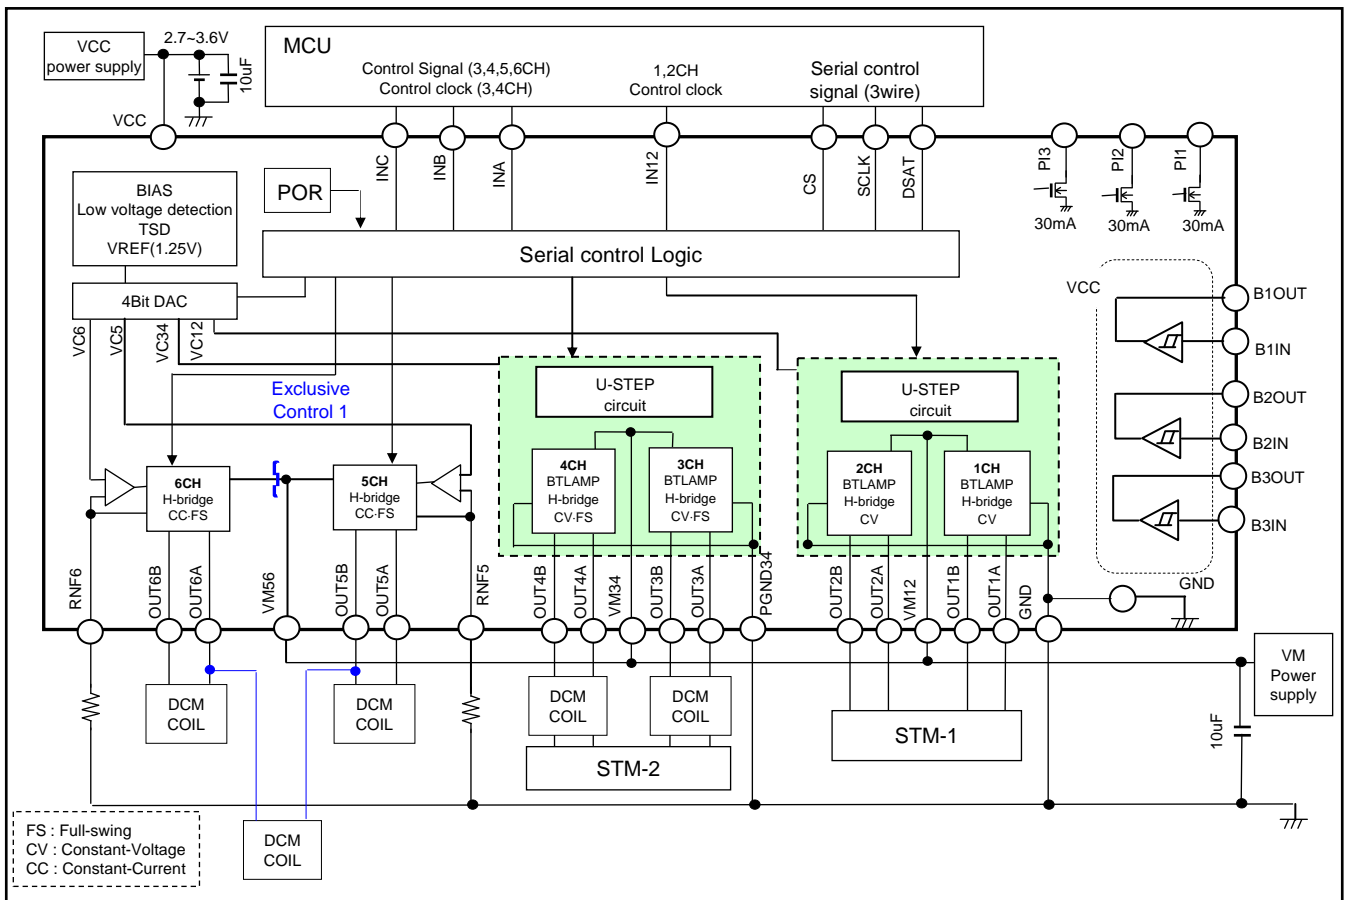 VCC
power supply
2.7~3.6V
10uF
VCC
MCU
Control Signal (3,4,5,6CH)
Control clock (3,4CH)
1,2CH
Control clock
Serial control
signal (3wire)
INC
INB
INA
IN12
CS
SCLK
DSAT
PI3
PI2
PI1
30mA
30mA
30mA
BIAS
Low voltage detection
TSD
VREF(1.25V)
POR
Serial control Logic
4Bit DAC
VC6
VC5
VC34
VC12
VCC
B1OUT
B1IN
B2OUT
B2IN
B3OUT
B3IN
GND
Exclusive
Control 1
U-STEP
circuit
U-STEP
circuit
6CH
H-bridge
CC·FS
5CH
H-bridge
CC·FS
4CH
BTLAMP
H-bridge
CV·FS
3CH
BTLAMP
H-bridge
CV·FS
2CH
BTLAMP
H-bridge
CV
1CH
BTLAMP
H-bridge
CV
RNF6
OUT6B
OUT6A
VM56
OUT5B
OUT5A
RNF5
OUT4B
OUT4A
VM34
OUT3B
OUT3A
PGND34
OUT2B
OUT2A
VM12
OUT1B
OUT1A
GND
DCM
COIL
DCM
COIL
DCM
COIL
DCM
COIL
STM-2
STM-1
VM
Power
supply
10uF
DCM
COIL
FS : Full-swing
CV : Constant-Voltage
CC : Constant-Current